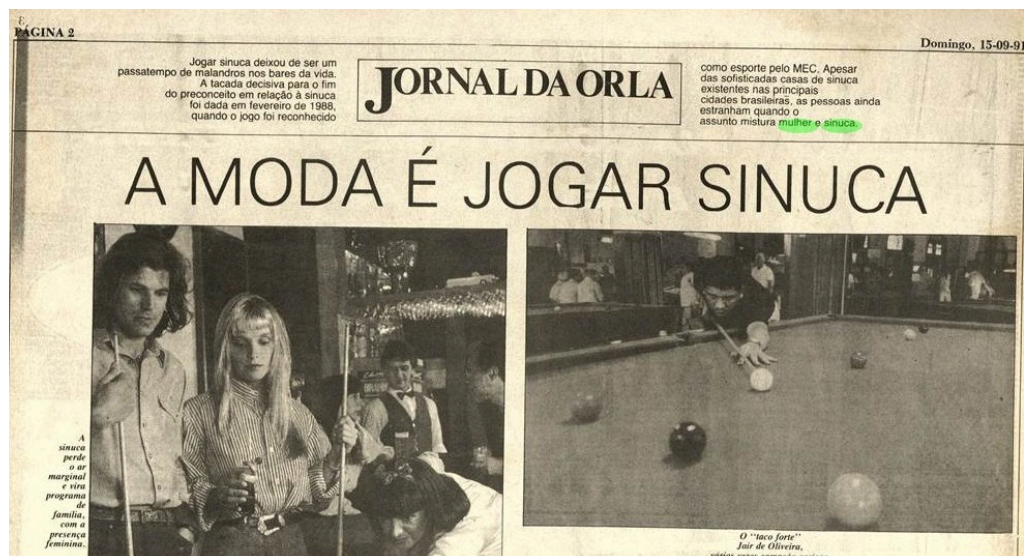 PÁGINA 2
Domingo, 15-09-91
Jogar sinuca deixou de ser um
passatempo de malandros nos bares da vida.
A tacada decisiva para o fim
do preconceito em relação à sinuca
foi dada em fevereiro de 1988,
quando o jogo foi reconhecido
JORNAL DA ORLA
como esporte pelo MEC. Apesar
das sofisticadas casas de sinuca
existentes nas principais
cidades brasileiras, as pessoas ainda
estranham quando o
assunto mistura mulher e sinuca.
A MODA É JOGAR SINUCA
A
sinuca
perde
o ar
marginal
e vira
programa
de
família,
com a
presença
feminina.
O "taco forte"
Jair de Oliveira,